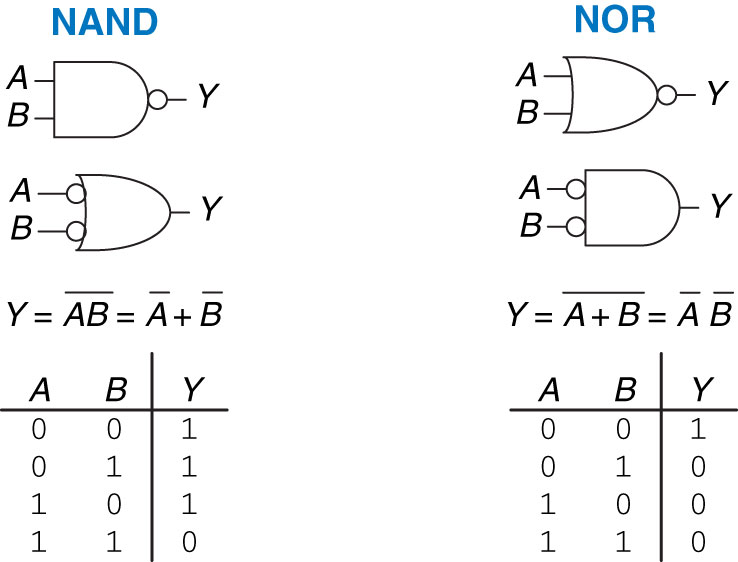 NAND
A
B
Y
A
B
Y
Y = A̅B̅ = A̅ + B̅
A B Y
0 0 1
0 1 1
1 0 1
1 1 0
NOR
A
B
Y
A
B
Y
Y = A̅ ̅+̅ ̅B̅ = A̅ B̅
A B Y
0 0 1
0 1 0
1 0 0
1 1 0